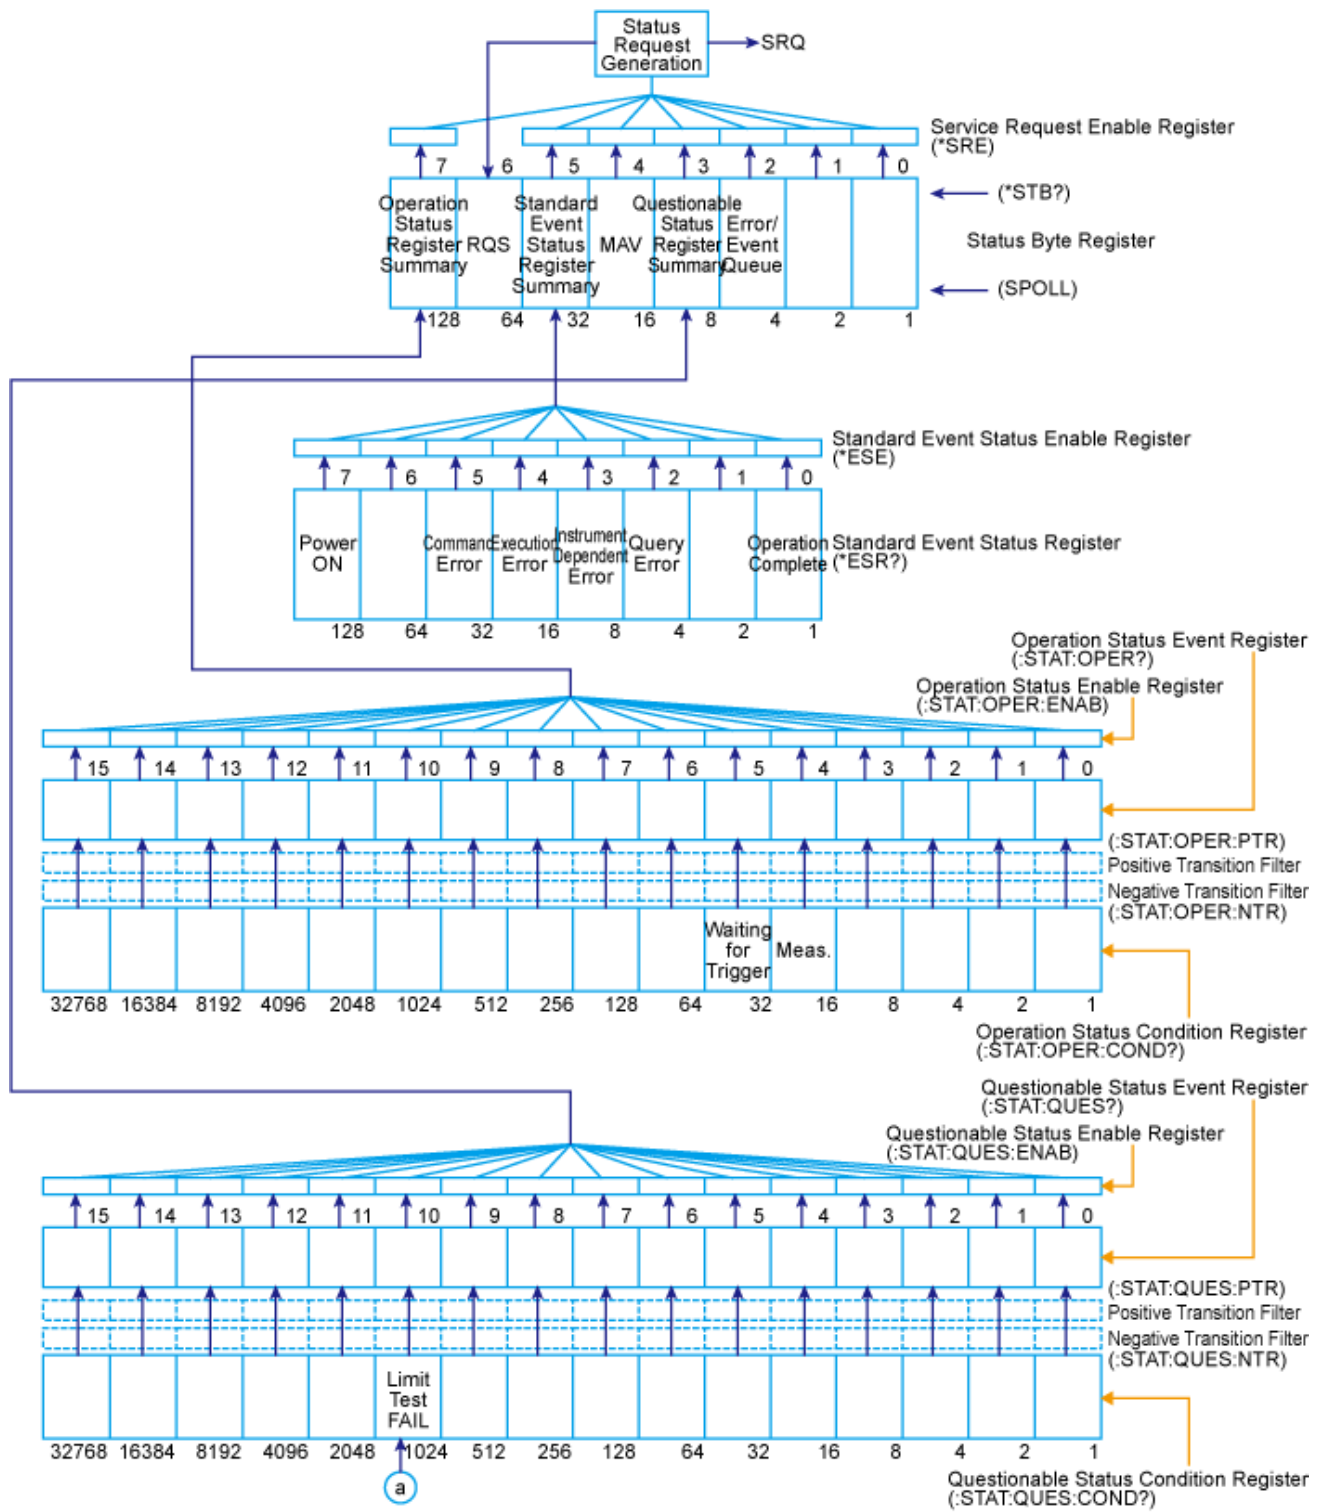 Status
Request
Generation
SRQ
Service Request Enable Register
(*SRE)
7 6 5 4 3 2 1 0
(*STB?)
Operation
Status
Register
Summary
RQS
Standard
Event
Status
Register
Summary
MAV
Questionable
Status
Register
Summary
Error/
Event
Queue
Status Byte Register
(SPOLL)
128 64 32 16 8 4 2 1
Standard Event Status Enable Register
(*ESE)
7 6 5 4 3 2 1 0
Power
ON
Command
Error
Execution
Error
Instrument
Dependent
Error
Query
Error
Operation
Complete
Standard Event Status Register
(*ESR?)
128 64 32 16 8 4 2 1
Operation Status Event Register
(:STAT:OPER?)
Operation Status Enable Register
(:STAT:OPER:ENAB)
15 14 13 12 11 10 9 8 7 6 5 4 3 2 1 0
(:STAT:OPER:PTR)
Positive Transition Filter
Negative Transition Filter
(:STAT:OPER:NTR)
Waiting
for
Trigger
Meas.
32768 16384 8192 4096 2048 1024 512 256 128 64 32 16 8 4 2 1
Operation Status Condition Register
(:STAT:OPER:COND?)
Questionable Status Event Register
(:STAT:QUES?)
Questionable Status Enable Register
(:STAT:QUES:ENAB)
15 14 13 12 11 10 9 8 7 6 5 4 3 2 1 0
(:STAT:QUES:PTR)
Positive Transition Filter
Negative Transition Filter
(:STAT:QUES:NTR)
Limit
Test
FAIL
32768 16384 8192 4096 2048 1024 512 256 128 64 32 16 8 4 2 1
a
Questionable Status Condition Register
(:STAT:QUES:COND?)